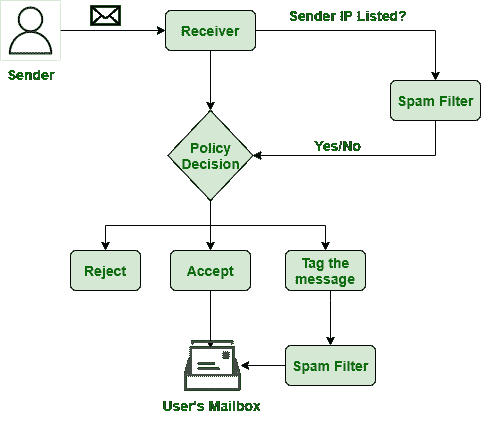 Sender IP Listed?
Receiver
Sender
Spam Filter
Yes/No
Policy
Decision
Reject
Accept
Tag the
message
Spam Filter
User's Mailbox